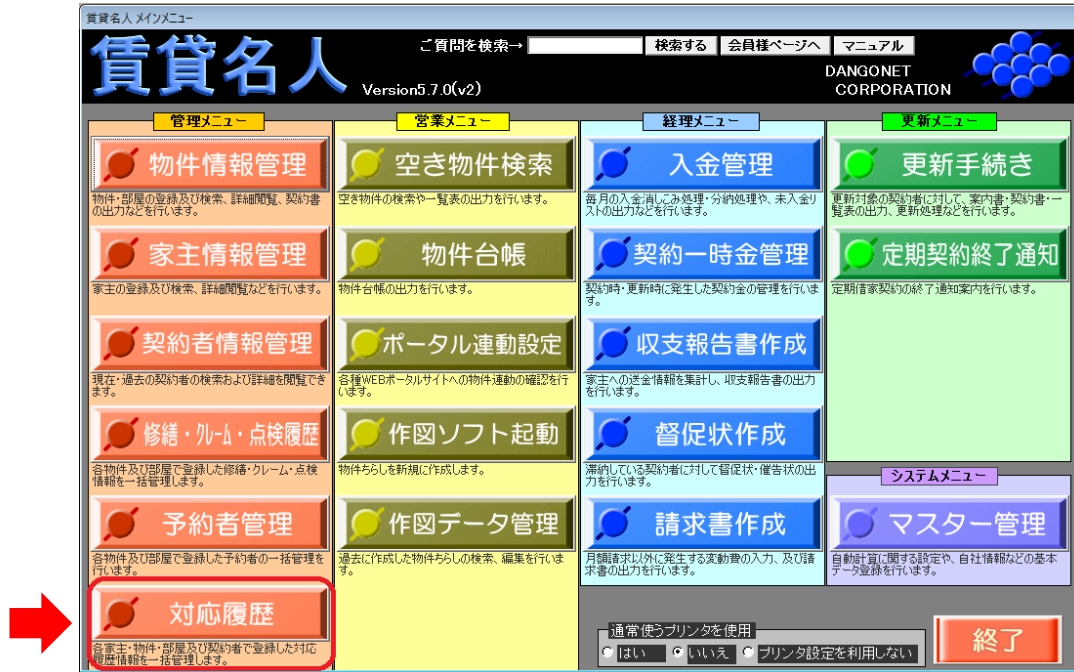 賃貸名人 メインメニュー
賃貸名人
ご質問を検索→
検索する
会員様ページへ
マニュアル
Version5.7.0(v2)
DANGONET
CORPORATION
管理メニュー
物件情報管理
物件・部屋の登録及び検索、詳細閲覧、契約書
の出力などを行います。
家主情報管理
家主の登録及び検索、詳細閲覧などを行います。
契約者情報管理
現在・過去の契約者の検索および詳細を閲覧でき
ます。
修繕・クレーム・点検履歴
各物件及び部屋で登録した修繕・クレーム・点検
情報を一括管理します。
予約者管理
各物件及び部屋で登録した予約者の一括管理を
行います。
対応履歴
各家主・物件・部屋及び契約者で登録した対応
履歴情報を一括管理します。
営業メニュー
空き物件検索
空き物件の検索や一覧表の出力を行います。
物件台帳
物件台帳の出力を行います。
ポータル連動設定
各種WEBポータルサイトへの物件連動の確認を行
います。
作図ソフト起動
物件ちらしを新規に作成します。
作図データ管理
過去に作成した物件ちらしの検索、編集を行いま
す。
経理メニュー
入金管理
毎月の入金消しこみ処理・分納処理や、未入金リ
ストの出力などを行います。
契約一時金管理
契約時・更新時に発生した契約金の管理を行いま
す。
収支報告書作成
家主への送金情報を集計し、収支報告書の出力
を行います。
督促状作成
滞納している契約者に対して督促状・催告状の出
力を行います。
請求書作成
月額請求以外に発生する変動費の入力、及び請
求書の出力を行います。
更新メニュー
更新手続き
更新対象の契約者に対して、案内書・契約書・一
覧表の出力、更新処理などを行います。
定期契約終了通知
定期借家契約の終了通知案内を行います。
システムメニュー
マスター管理
自動計算に関する設定や、自社情報などの基本
データ登録を行います。
通常使うプリンタを使用
はい いいえ プリンタ設定を利用しない
終了